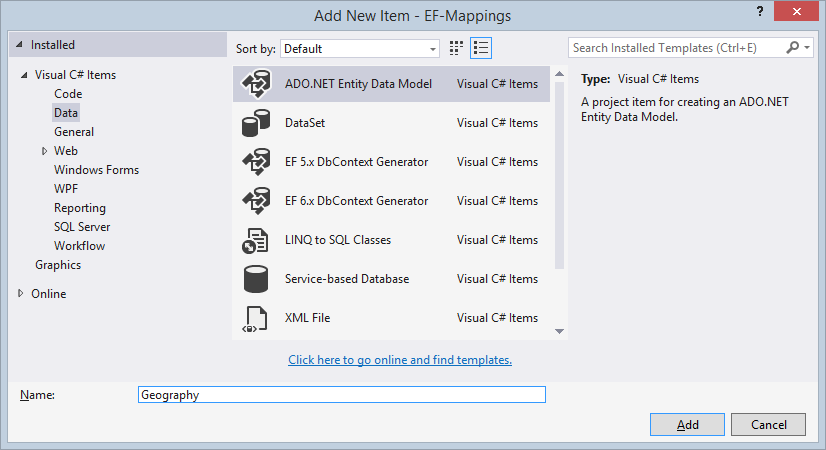 Add New Item - EF-Mappings
?
Installed
Visual C# Items
Code
Data
General
Web
Windows Forms
WPF
Reporting
SQL Server
Workflow
Graphics
Online
Sort by: Default
ADO.NET Entity Data Model Visual C# Items
DataSet Visual C# Items
EF 5.x DbContext Generator Visual C# Items
EF 6.x DbContext Generator Visual C# Items
LINQ to SQL Classes Visual C# Items
Service-based Database Visual C# Items
XML File Visual C# Items
Click here to go online and find templates.
Search Installed Templates (Ctrl+E)
Type: Visual C# Items
A project item for creating an ADO.NET
Entity Data Model.
Name: Geography
Add Cancel